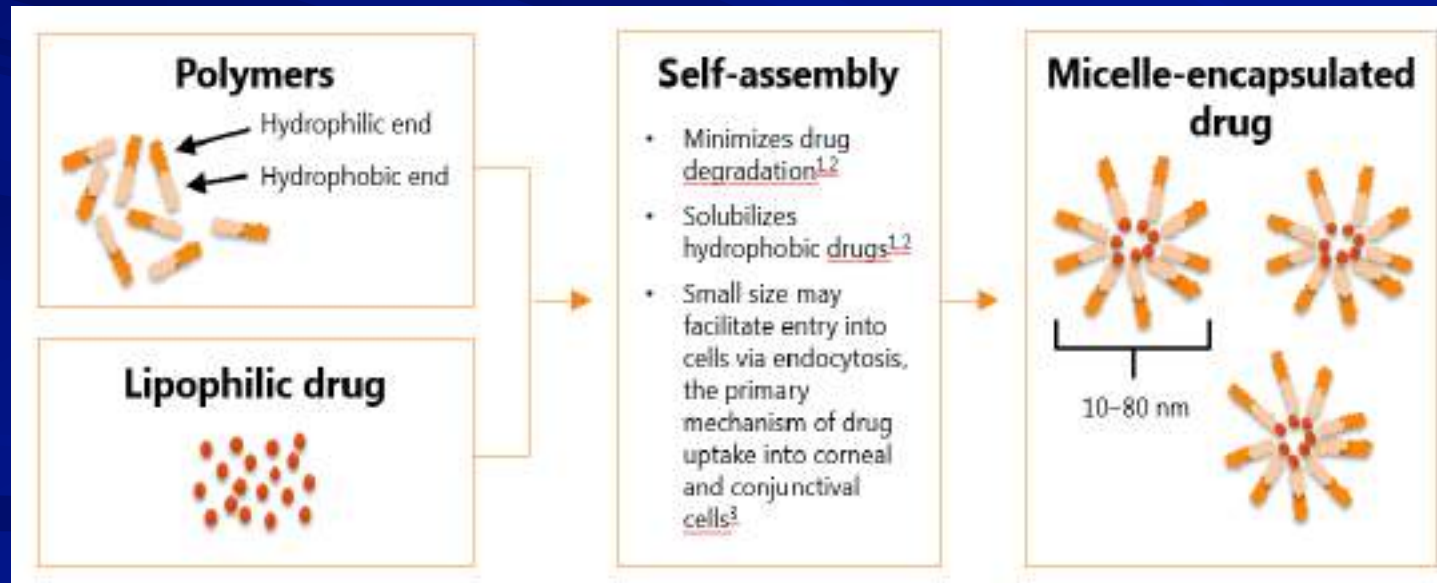 Polymers
Hydrophilic end
Hydrophobic end
Lipophilic drug
Self-assembly
• Minimizes drug
degradation1,2
• Solubilizes
hydrophobic drugs1,2
• Small size may
facilitate entry into
cells via endocytosis,
the primary
mechanism of drug
uptake into corneal
and conjunctival
cells3
Micelle-encapsulated
drug
10–80 nm